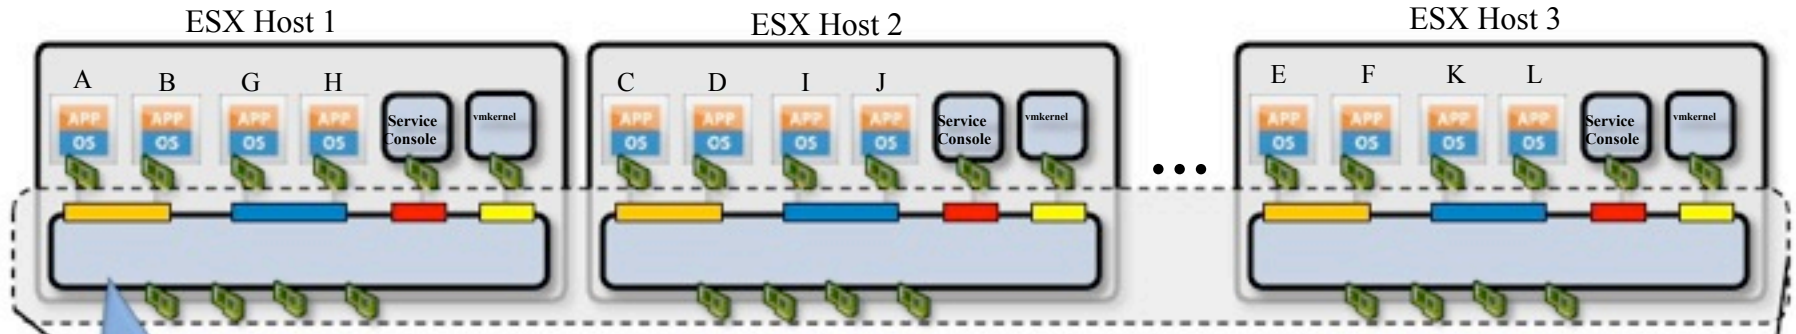 ESX Host 1
A B G H
APP APP APP APP
OS OS OS OS
Service
Console
vmkernel
ESX Host 2
C D I J
APP APP APP APP
OS OS OS OS
Service
Console
vmkernel
...
ESX Host 3
E F K L
APP APP APP APP
OS OS OS OS
Service
Console
vmkernel